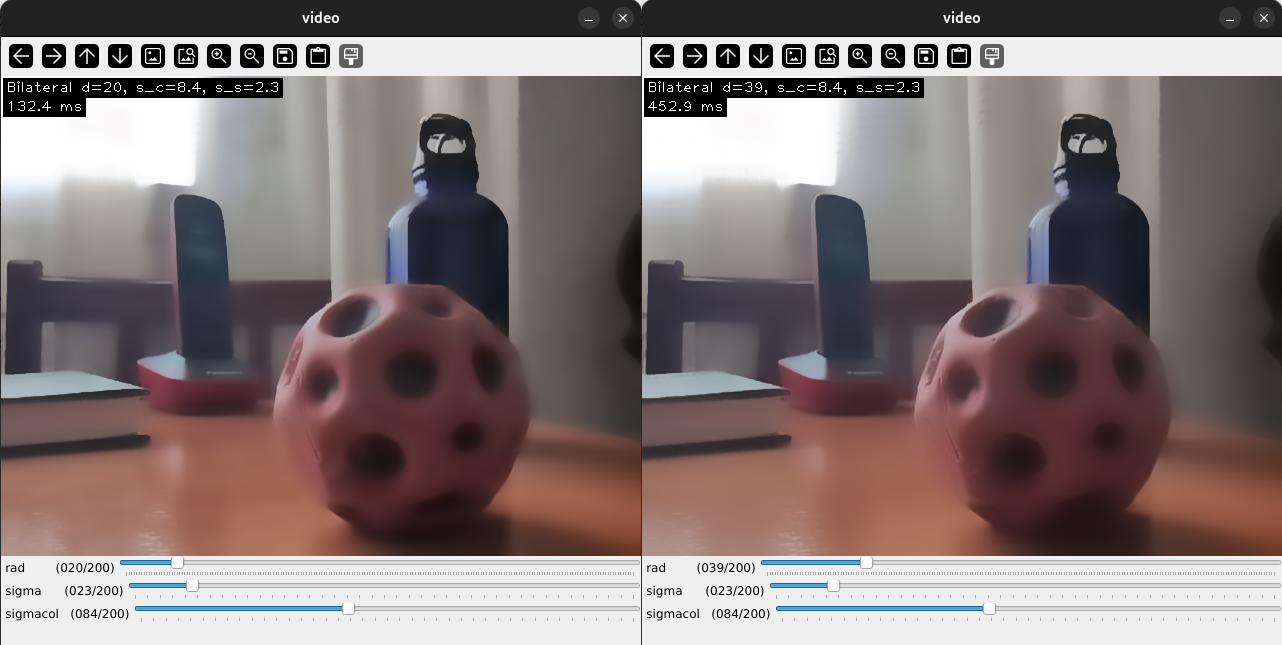 video
Bilateral d=20, s_c=8.4, s_s=2.3
132.4 ms
rad (020/200)
sigma (023/200)
sigmacol (084/200)
video
Bilateral d=39, s_c=8.4, s_s=2.3
452.9 ms
rad (039/200)
sigma (023/200)
sigmacol (084/200)